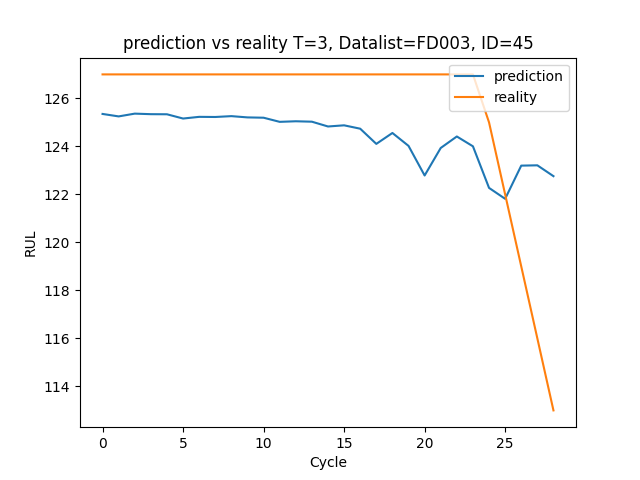 prediction vs reality T=3, Datalist=FD003, ID=45
prediction
reality
126
124
122
120
118
116
114
RUL
0 5 10 15 20 25
Cycle